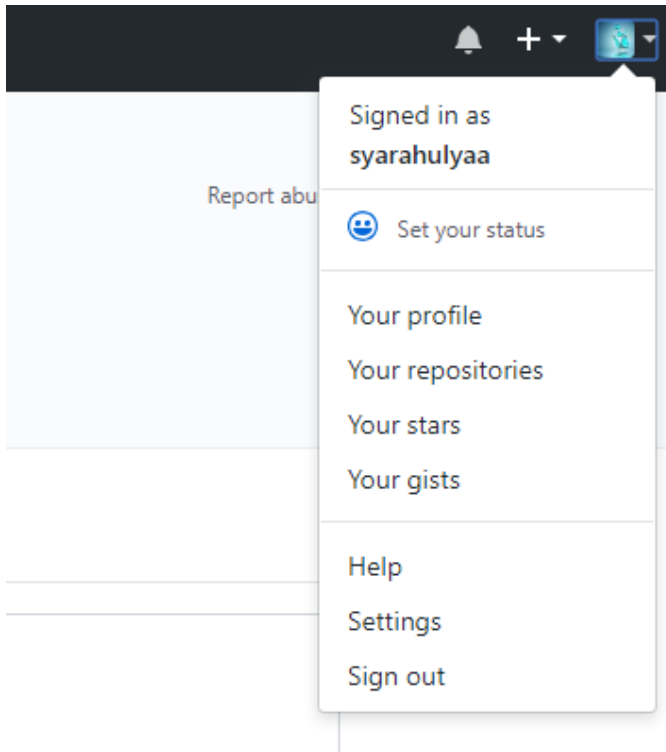 Signed in as
syarahulyaa
Report abu
Set your status
Your profile
Your repositories
Your stars
Your gists
Help
Settings
Sign out